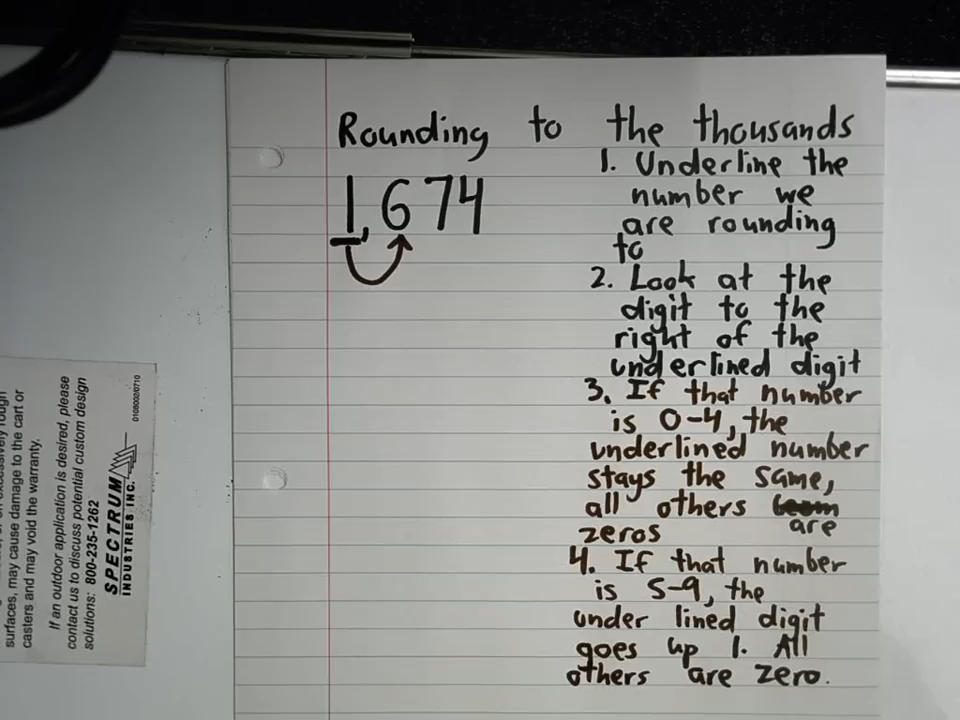 Rounding to the thousands
1,674
1. Underline the
number we
are rounding
to
2. Look at the
digit to the
right of the
underlined digit
3. If that number
is 0-4, the
underlined number
stays the same,
all others are
zeros
4. If that number
is 5-9, the
under lined digit
goes up 1. All
others are zero.
surfaces, may cause damage to the cart or
casters and may void the warranty.
If an outdoor application is desired, please
contact us to discuss potential custom design
solutions: 800-235-1262
SPECTRUM
INDUSTRIES INC.